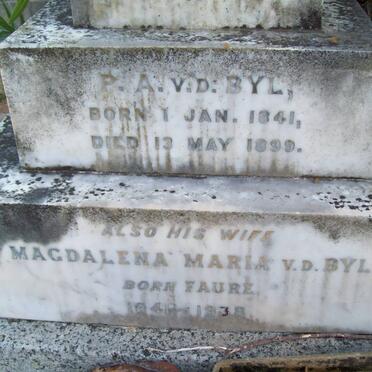 P. A. V.D. BYL,
BORN 1 JAN. 1841,
DIED 13 MAY 1899.
ALSO HIS WIFE
MAGDALENA MARIA V.D. BYL
BORN FAURE